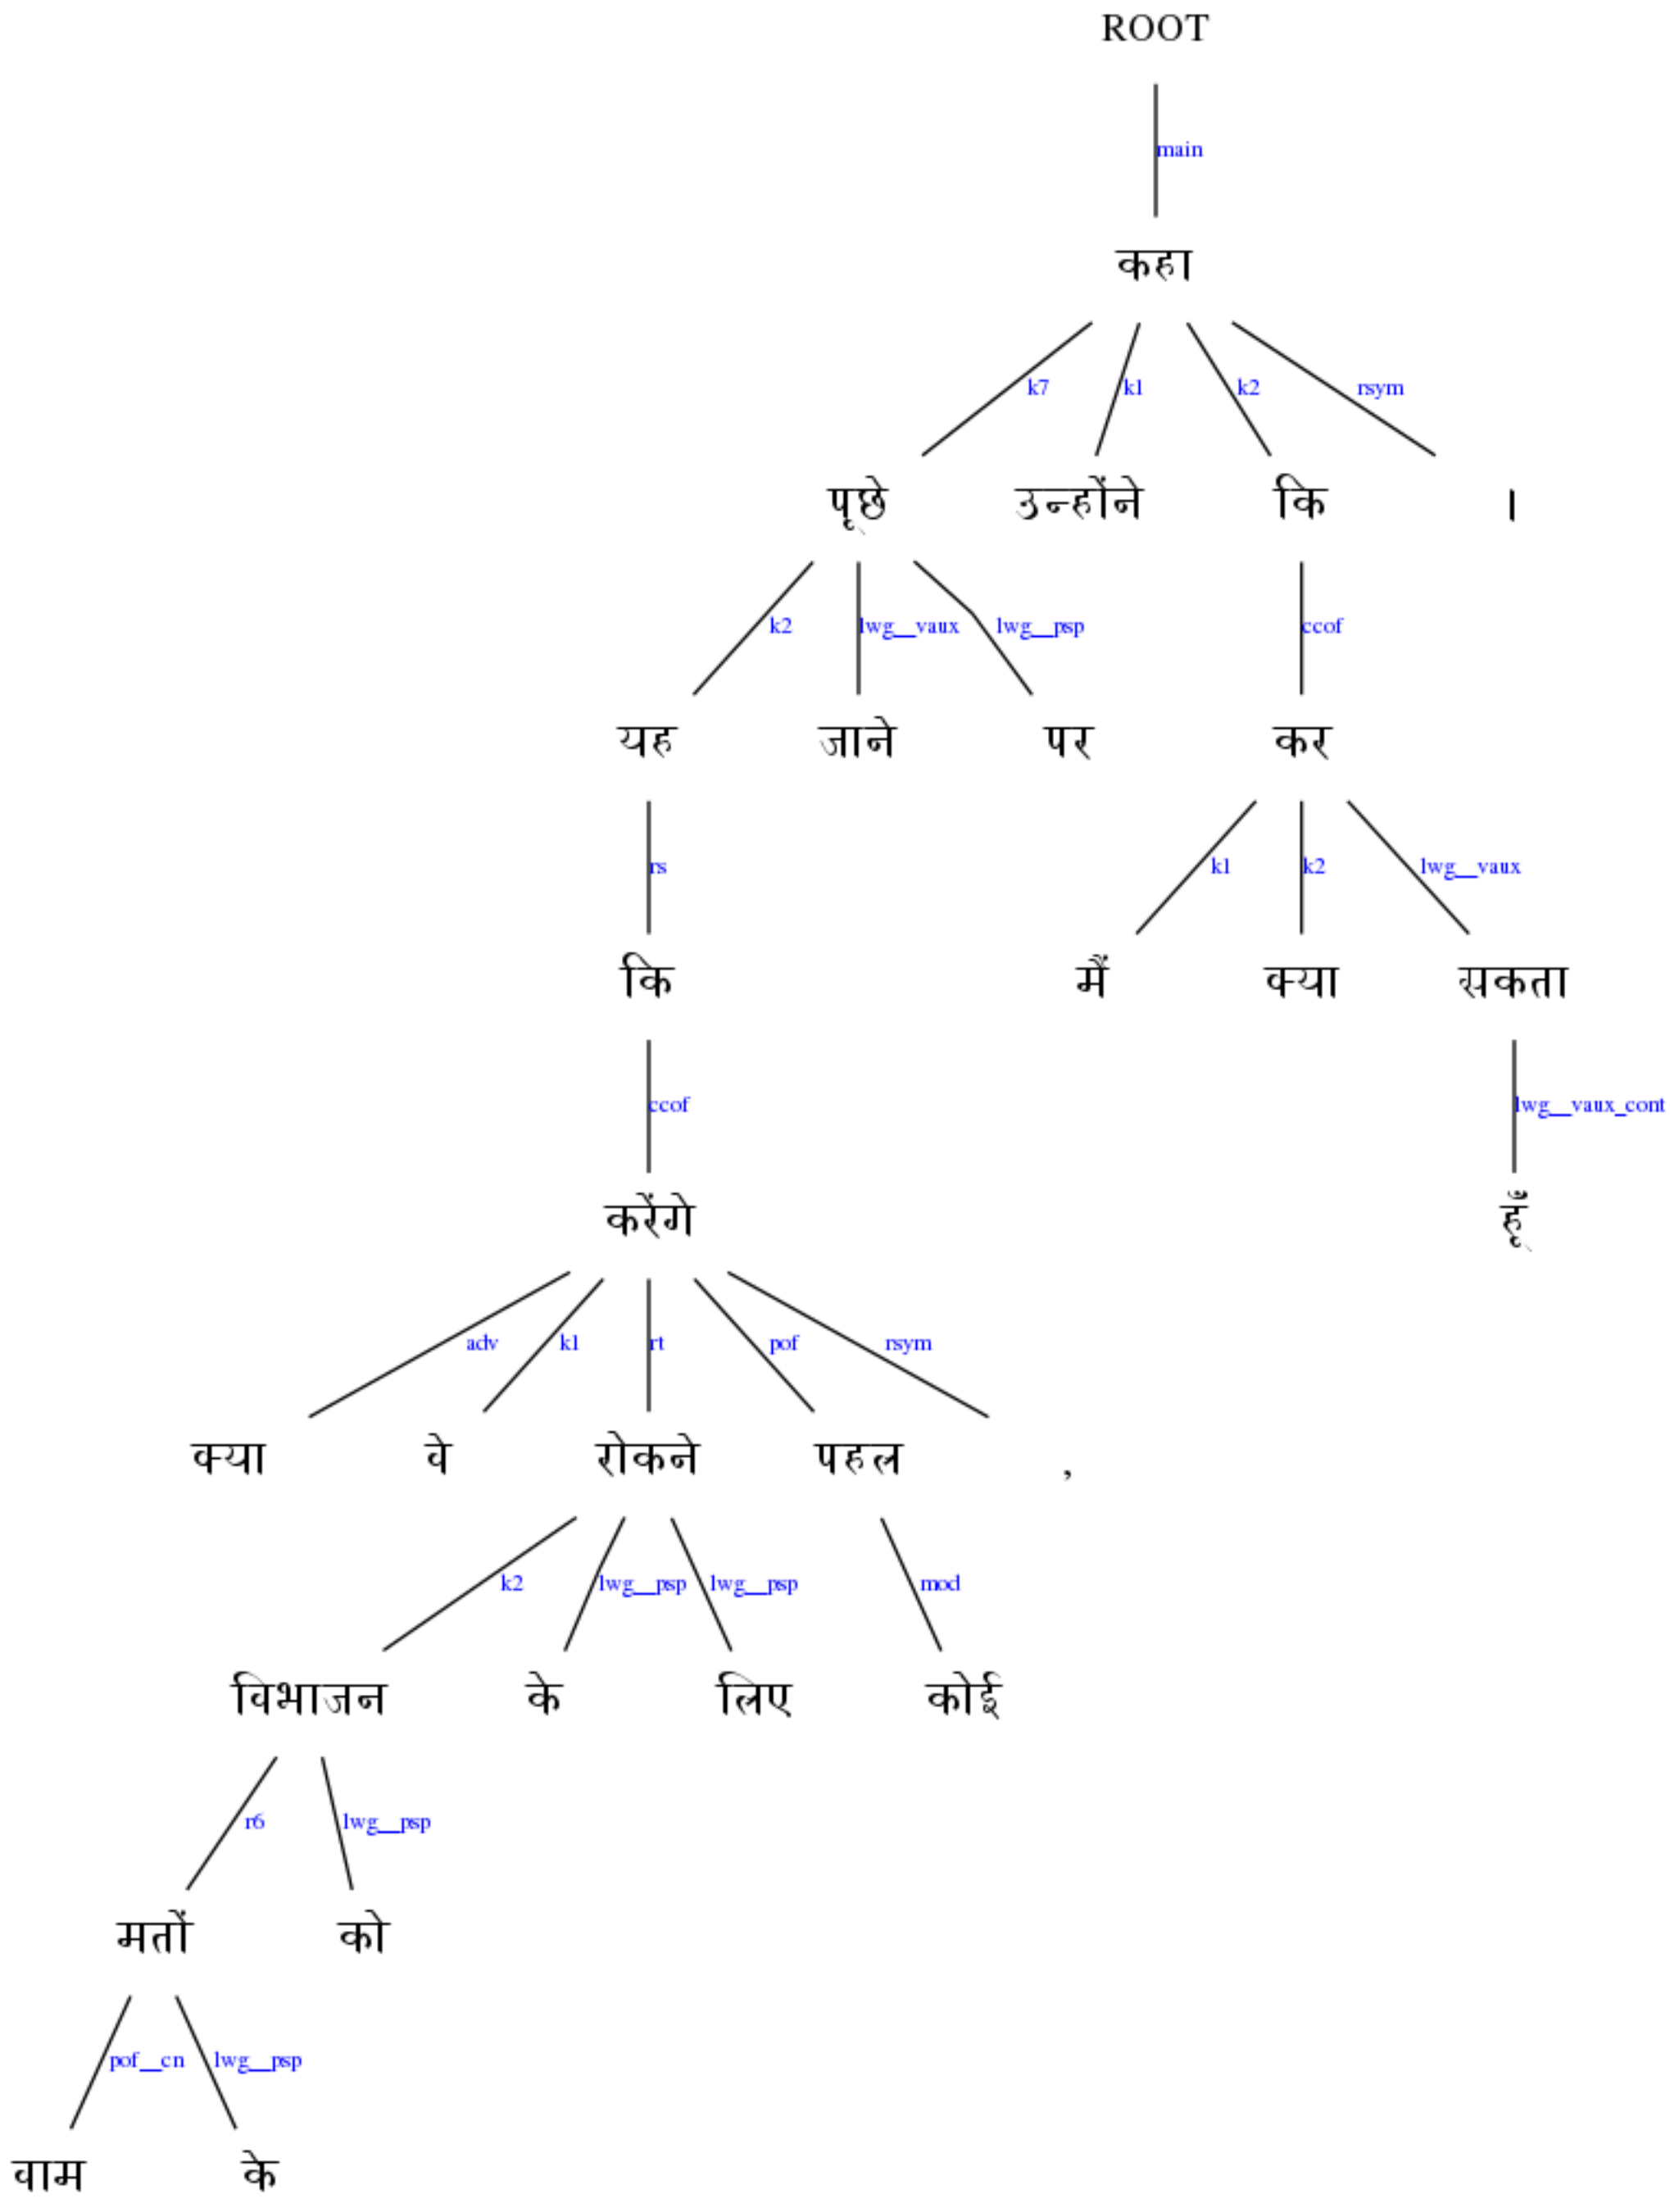 ROOT
main
कहा
k7 k1 k2 rsym
पूछे उन्होंने कि ।
k2 lwg__vaux lwg__psp ccof
यह जाने पर कर
rs k1 k2 lwg__vaux
कि मैं क्या सकता
ccof lwg__vaux_cont
करेंगे हूँ
adv k1 rt pof rsym
क्या वे रोकने पहल ,
k2 lwg__psp lwg__psp mod
विभाजन के लिए कोई
r6 lwg__psp
मतों को
pof__cn lwg__psp
वाम के